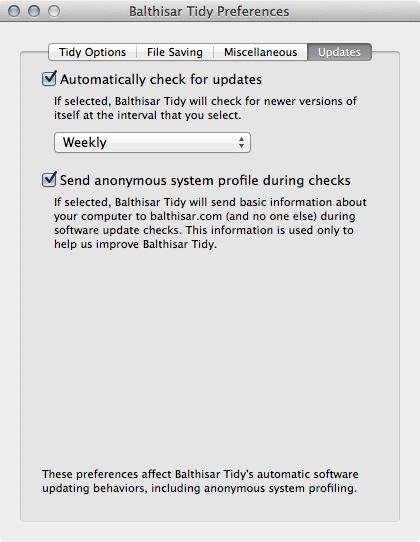 Balthisar Tidy Preferences
Tidy Options File Saving Miscellaneous Updates
Automatically check for updates
If selected, Balthisar Tidy will check for newer versions of
itself at the interval that you select.
Weekly
Send anonymous system profile during checks
If selected, Balthisar Tidy will send basic information about
your computer to balthisar.com (and no one else) during
software update checks. This information is used only to
help us improve Balthisar Tidy.
These preferences affect Balthisar Tidy's automatic software
updating behaviors, including anonymous system profiling.